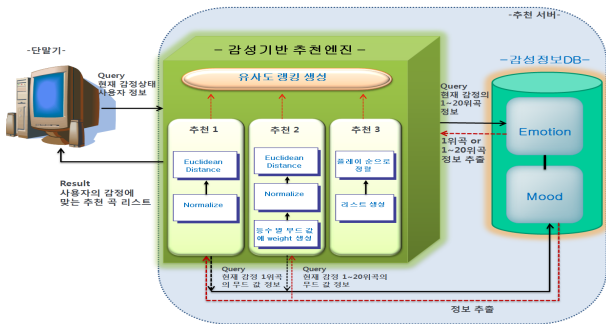 -추천 서버-
-단말기-
Query
현재 감정상태
사용자 정보
Result
사용자의 감정에
맞는 추천 곡 리스트
- 감성기반 추천엔진 -
유사도 랭킹 생성
추천 1
Euclidean
Distance
Normalize
추천 2
Euclidean
Distance
Normalize
등수 별 무드 값
에 weight 생성
추천 3
플레이 순으로
정렬
리스트 생성
Query
현재 감정 1위곡
의 무드 값 정보
Query
현재 감정 1~20위곡의
무드 값 정보
Query
현재 감정의
1~20위곡
정보
1위곡 or
1~20위곡
정보 추출
-감성정보DB-
Emotion
Mood
정보 추출